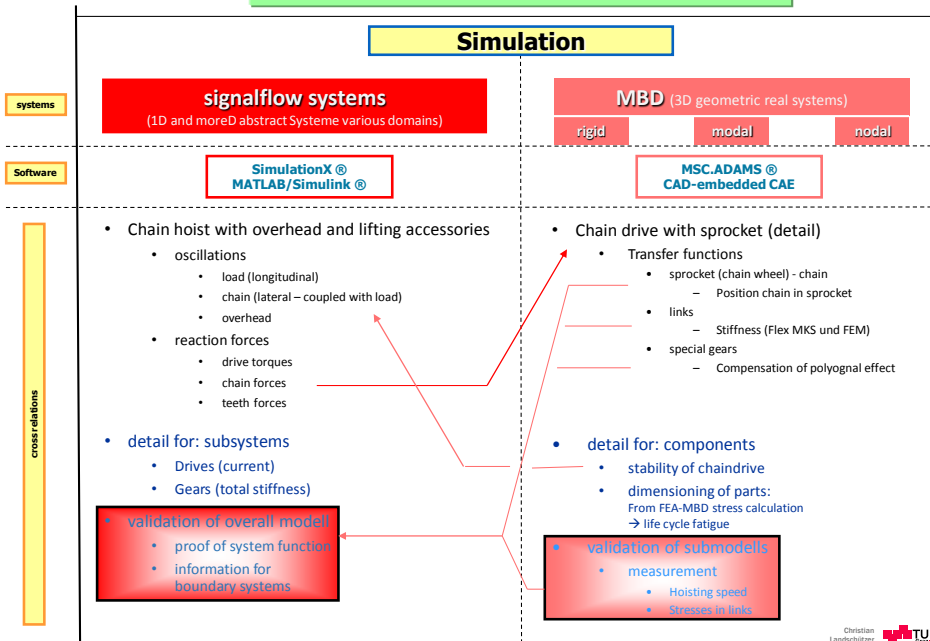 Simulation
systems
signalflow systems
(1D and moreD abstract Systeme various domains)
MBD (3D geometric real systems)
rigid
modal
nodal
Software
SimulationX ®
MATLAB/Simulink ®
MSC.ADAMS ®
CAD-embedded CAE
cross relations
• Chain hoist with overhead and lifting accessories
• oscillations
• load (longitudinal)
• chain (lateral – coupled with load)
• overhead
• reaction forces
• drive torques
• chain forces
• teeth forces
• detail for: subsystems
• Drives (current)
• Gears (total stiffness)
• validation of overall modell
• proof of system function
• information for
boundary systems
• Chain drive with sprocket (detail)
• Transfer functions
• sprocket (chain wheel) - chain
– Position chain in sprocket
• links
– Stiffness (Flex MKS und FEM)
• special gears
– Compensation of polyognal effect
• detail for: components
• stability of chaindrive
• dimensioning of parts:
From FEA-MBD stress calculation
→ life cycle fatigue
• validation of submodells
• measurement
• Hoisting speed
• Stresses in links
Christian
Landschützer
TU